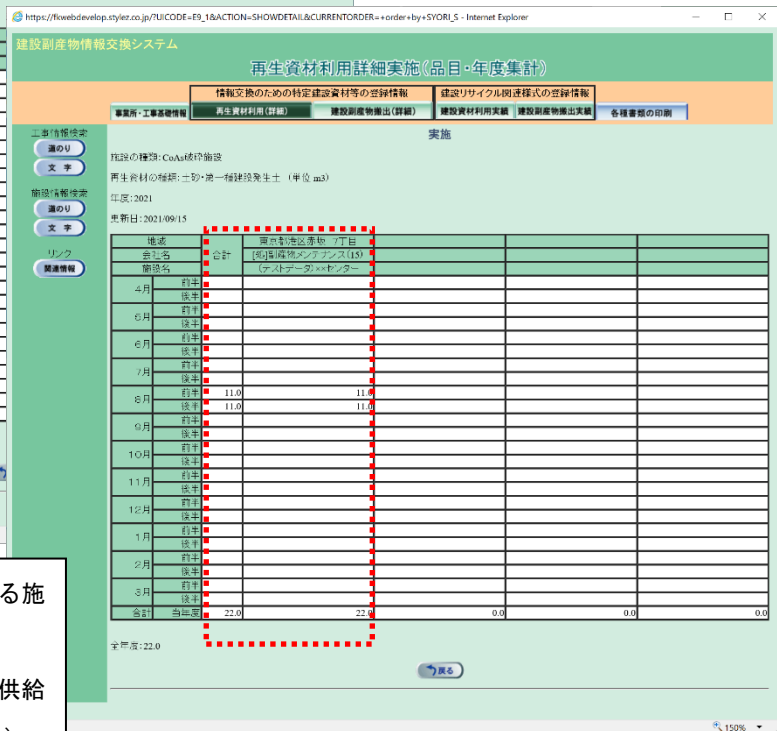 https://fkwebdevelop.stylez.co.jp/?UICODE=E9_1&ACTION=SHOWDETAIL&CURRENTORDER=+order+by+SYORI_S - Internet Explorer
建設副産物情報交換システム
再生資材利用詳細実施(品目・年度集計)
情報交換のための特定建設資材等の登録情報 建設リサイクル関連様式の登録情報
事業所・工事基礎情報 再生資材利用(詳細) 建設副産物搬出(詳細) 建設資材利用実績 建設副産物搬出実績 各種書類の印刷
工事情報検索
道のり
文 字
施設情報検索
道のり
文 字
リンク
関連情報
実施
施設の種類:CoAs破砕施設
再生資材の種類:土砂・第一種建設発生土 (単位 m3)
年度:2021
更新日:2021/09/15
地域 合計 東京都港区赤坂 7丁目
会社名 [処]副産物メンテナンス(15)
施設名 (テストデータ)××センター
4月 前半
後半
5月 前半
後半
6月 前半
後半
7月 前半
後半
8月 前半 11.0 11.0
後半 11.0 11.0
9月 前半
後半
10月 前半
後半
11月 前半
後半
12月 前半
後半
1月 前半
後半
2月 前半
後半
3月 前半
後半
合計 当年度 22.0 22.0 0.0 0.0 0.0
全年度:22.0
戻る
る施
供給
150%